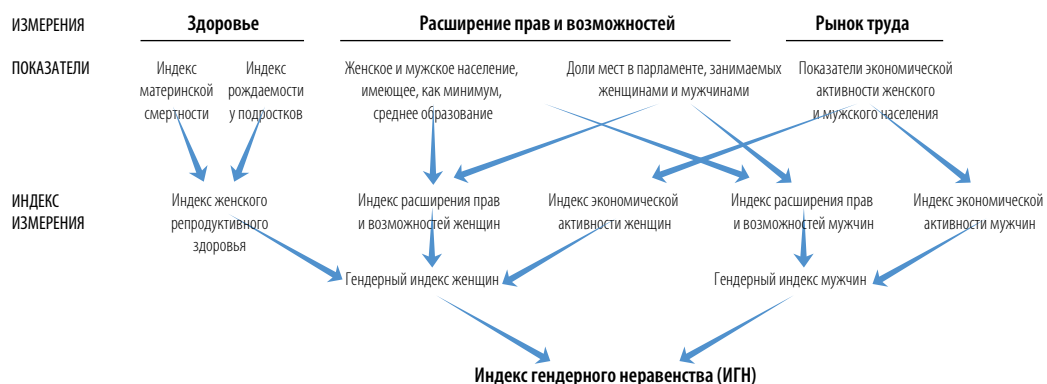 ИЗМЕРЕНИЯ
Здоровье
Расширение прав и возможностей
Рынок труда
ПОКАЗАТЕЛИ
Индекс
материнской
смертности
Индекс
рождаемости
у подростков
Женское и мужское население,
имеющее, как минимум,
среднее образование
Доли мест в парламенте, занимаемых
женщинами и мужчинами
Показатели экономической
активности женского
и мужского населения
ИНДЕКС
ИЗМЕРЕНИЯ
Индекс женского
репродуктивного
здоровья
Индекс расширения прав
и возможностей женщин
Индекс экономической
активности женщин
Индекс расширения прав
и возможностей мужчин
Индекс экономической
активности мужчин
Гендерный индекс женщин
Гендерный индекс мужчин
Индекс гендерного неравенства (ИГН)